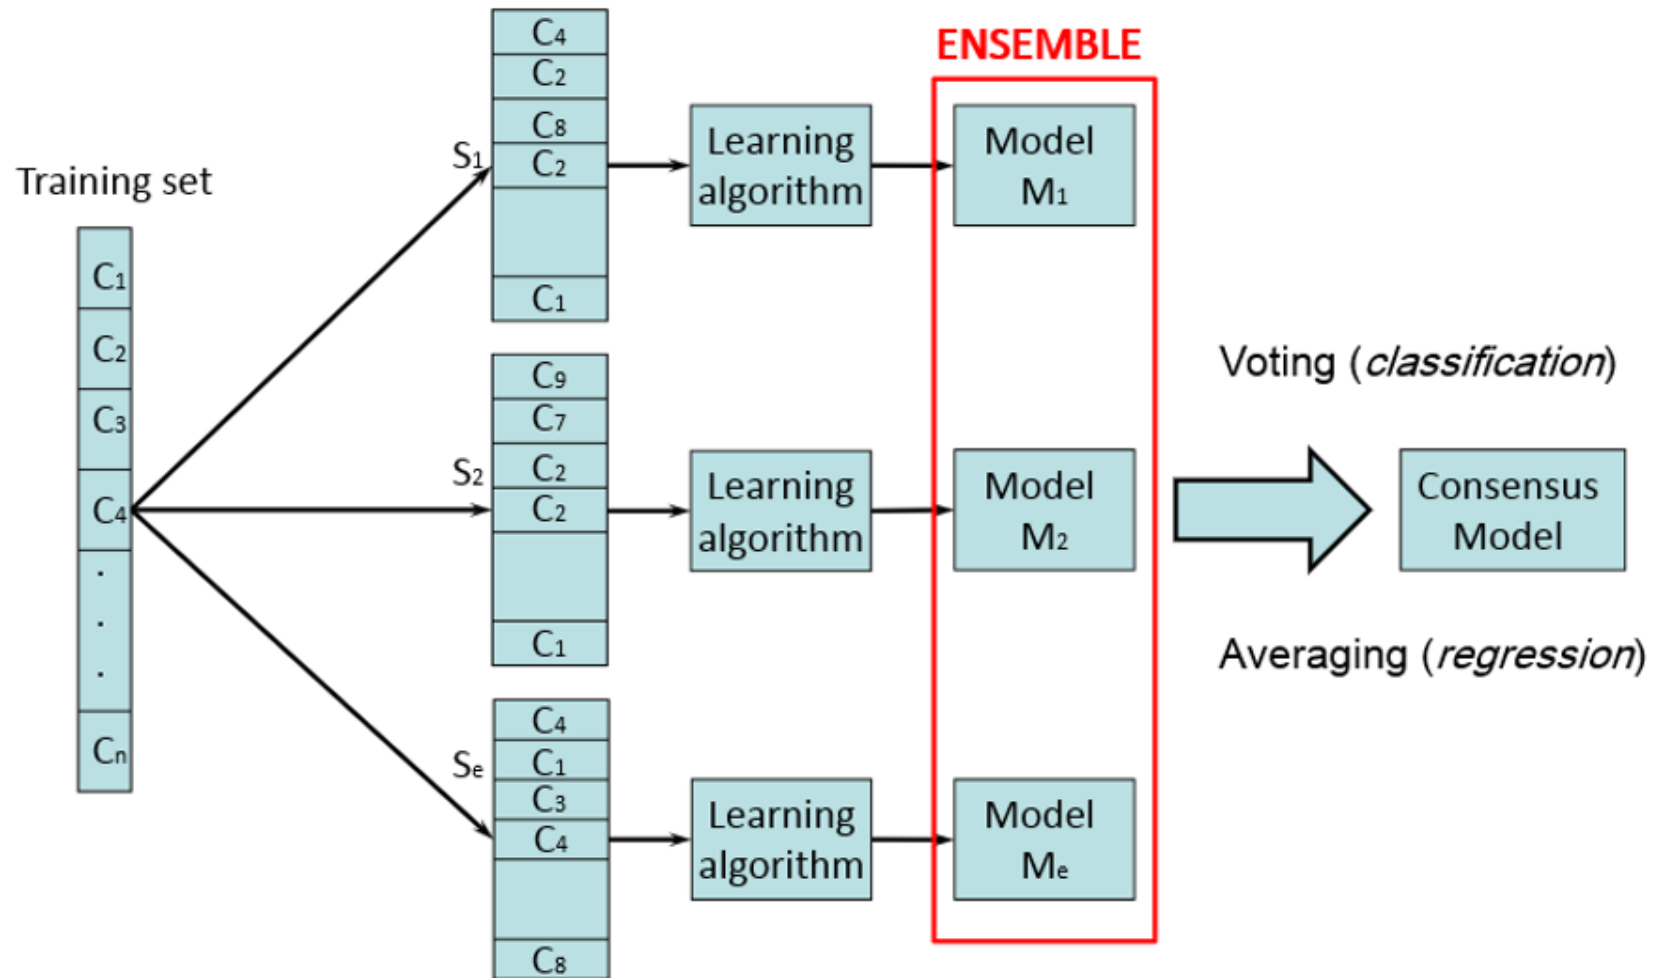 Training set
C1
C2
C3
C4
.
.
.
Cn
S1
C4
C2
C8
C2
C1
S2
C9
C7
C2
C2
C1
Se
C4
C1
C3
C4
C8
Learning
algorithm
Learning
algorithm
Learning
algorithm
ENSEMBLE
Model
M1
Model
M2
Model
Me
Voting (classification)
Averaging (regression)
Consensus
Model